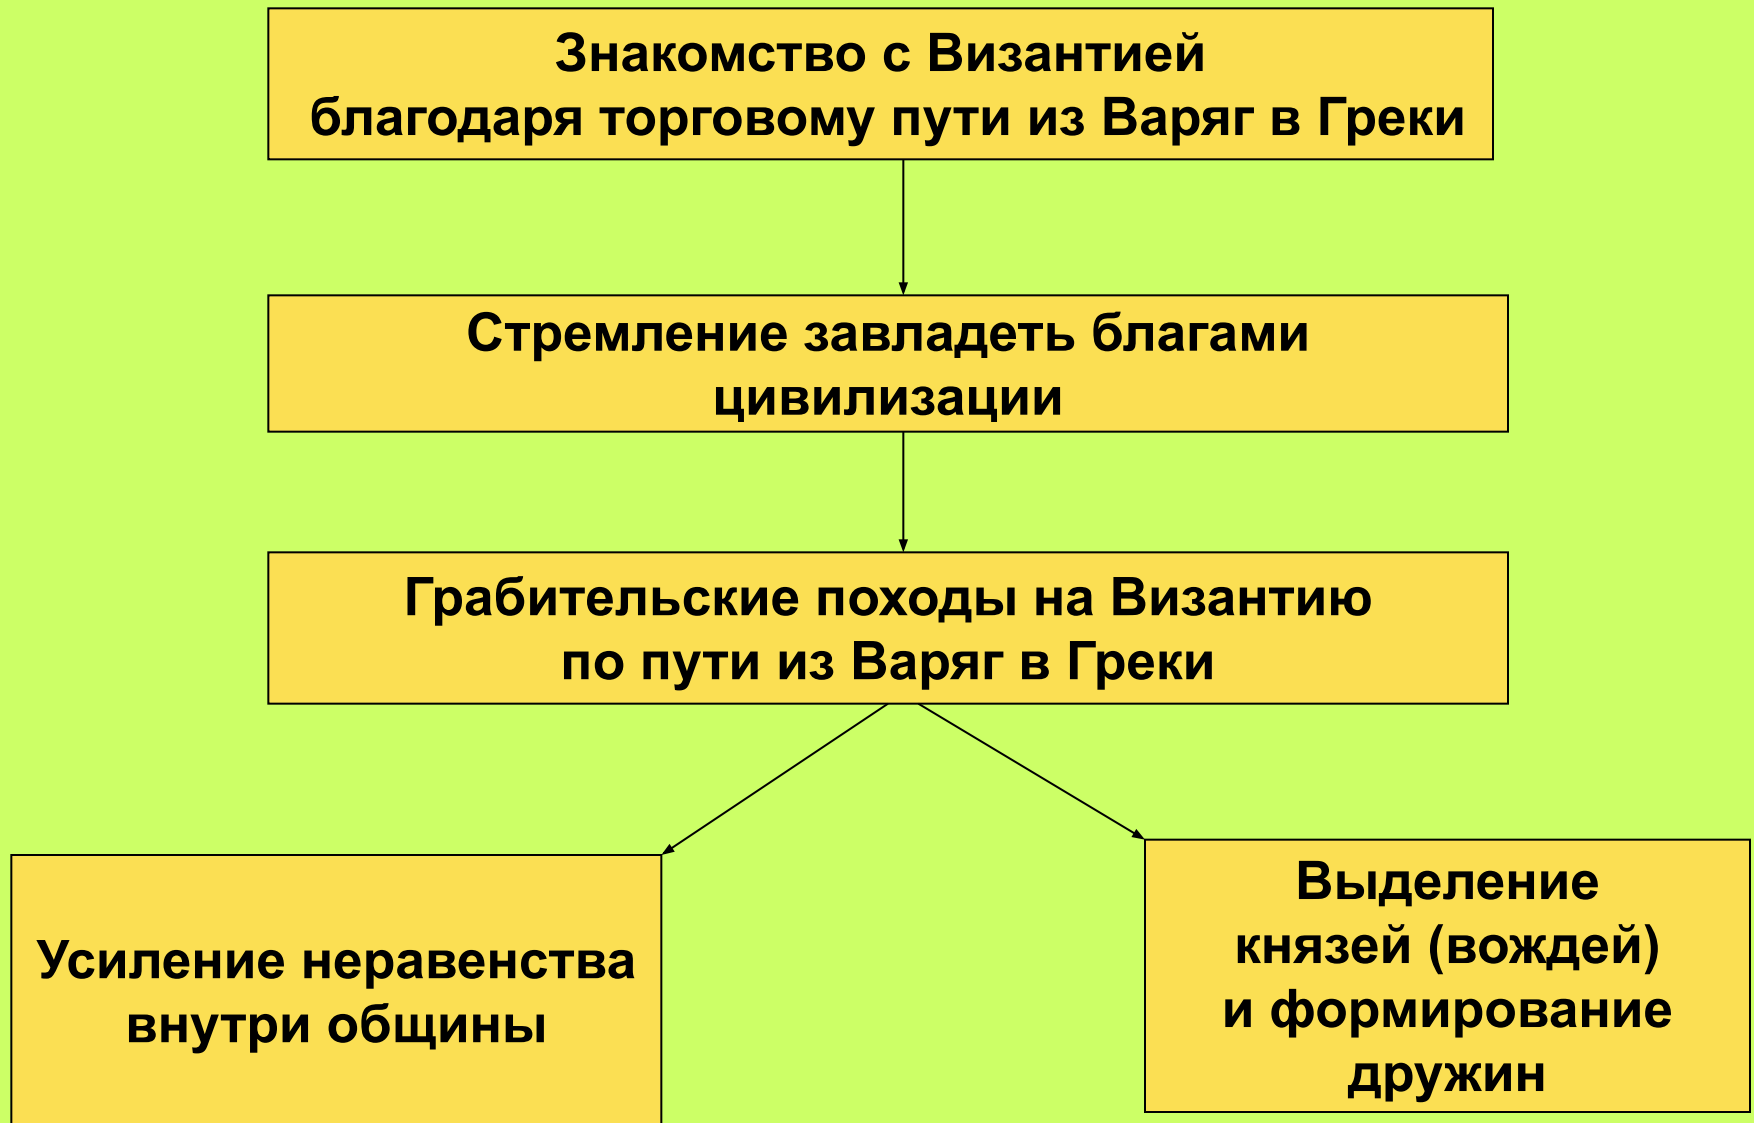 Знакомство с Византией
благодаря торговому пути из Варяг в Греки
Стремление завладеть благами
цивилизации
Грабительские походы на Византию
по пути из Варяг в Греки
Усиление неравенства
внутри общины
Выделение
князей (вождей)
и формирование
дружин